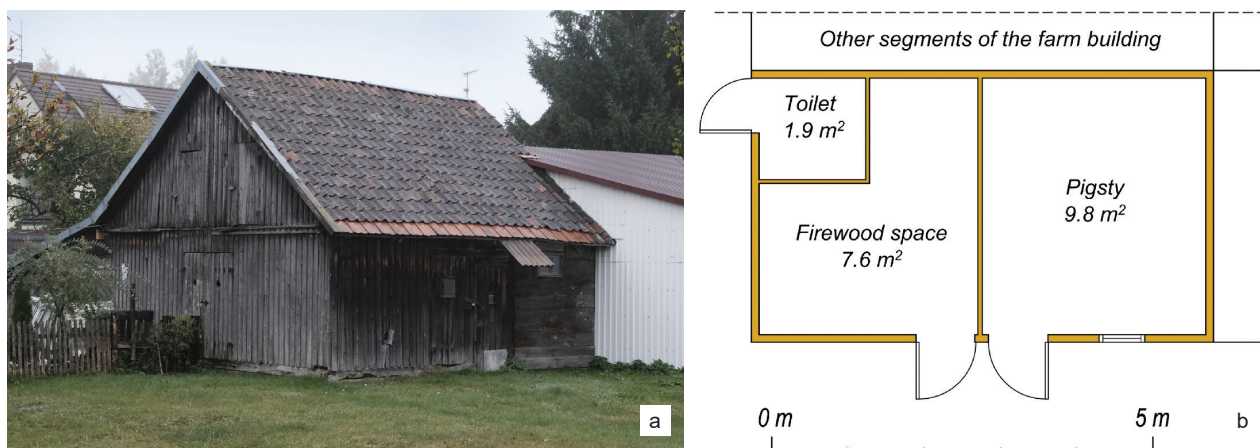 a
Other segments of the farm building
Toilet
1.9 m²
Firewood space
7.6 m²
Pigsty
9.8 m²
0 m
5 m
b